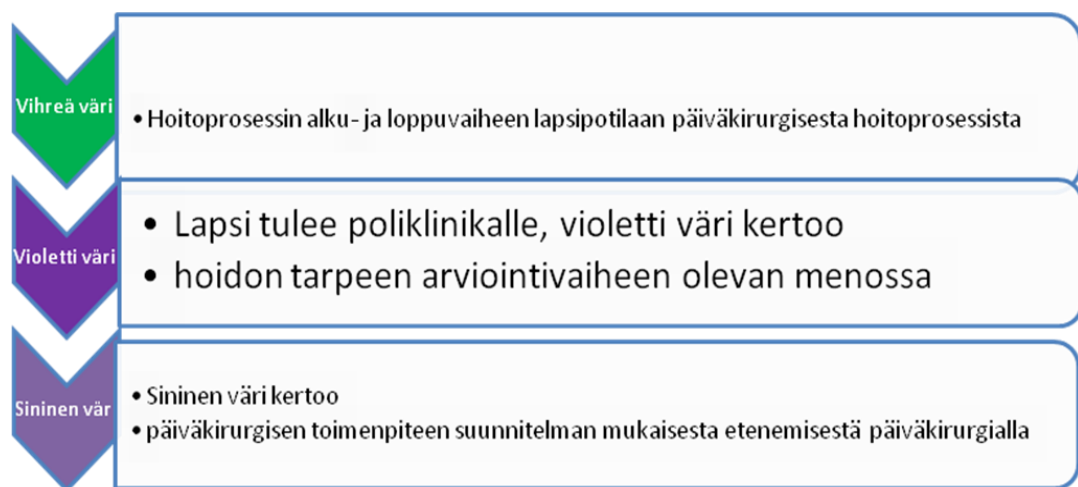 Vihreä väri
• Hoitoprosessin alku- ja loppuvaiheen lapsipotilaan päiväkirurgisesta hoitoprosessista
Violetti väri
• Lapsi tulee poliklinikalle, violetti väri kertoo
• hoidon tarpeen arviointivaiheen olevan menossa
Sininen vär
• Sininen väri kertoo
• päiväkirurgisen toimenpiteen suunnitelman mukaisesta etenemisestä päiväkirurgialla